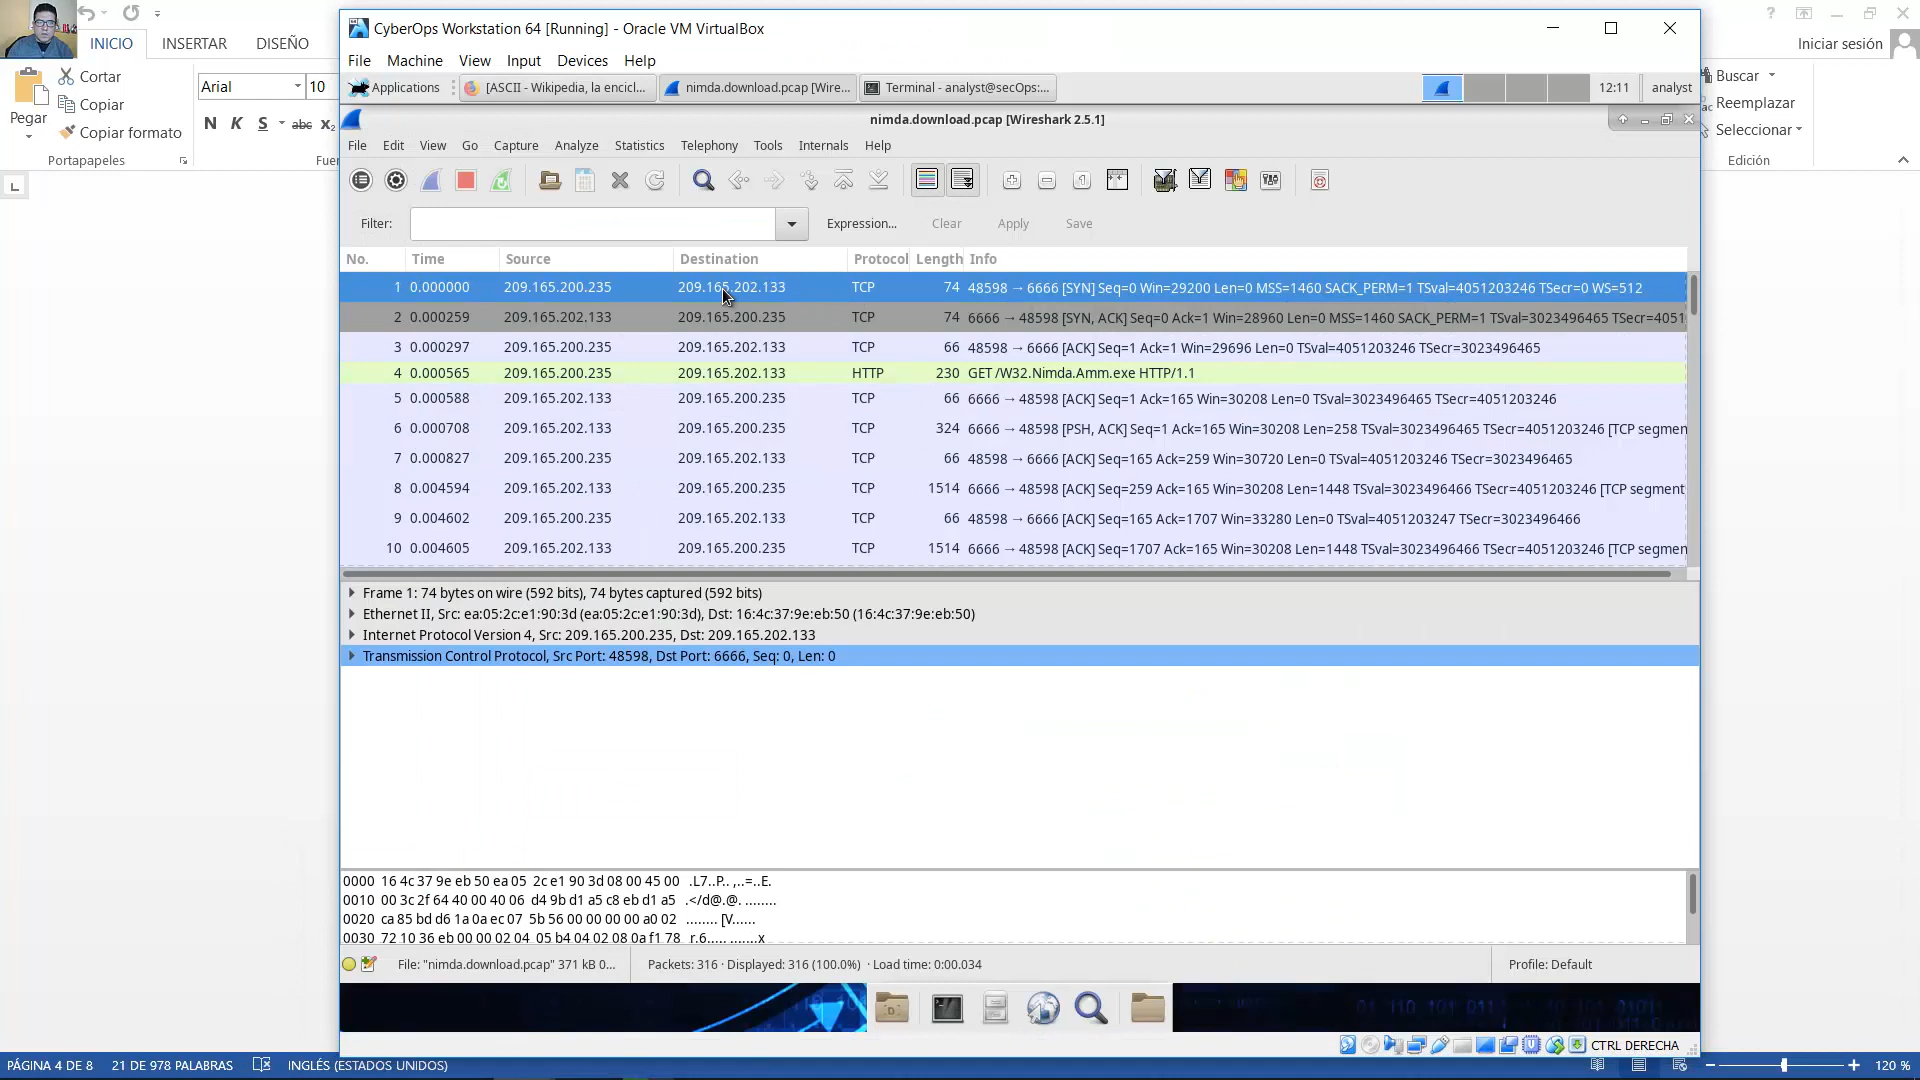 CyberOps Workstation 64 [Running] - Oracle VM VirtualBox
INICIO INSERTAR DISEÑO
Iniciar sesión
File Machine View Input Devices Help
Pegar
Cortar
Copiar
Copiar formato
Portapapeles
Arial 10
N K S abc x₂
Fuer
Buscar
Reemplazar
Seleccionar
Edición
Applications [ASCII - Wikipedia, la encicl... nimda.download.pcap [Wire... Terminal - analyst@secOps:... 12:11 analyst
nimda.download.pcap [Wireshark 2.5.1]
File Edit View Go Capture Analyze Statistics Telephony Tools Internals Help
Filter: Expression... Clear Apply Save
No. Time Source Destination Protocol Length Info
1 0.000000 209.165.200.235 209.165.202.133 TCP 74 48598 → 6666 [SYN] Seq=0 Win=29200 Len=0 MSS=1460 SACK_PERM=1 TSval=4051203246 TSecr=0 WS=512
2 0.000259 209.165.202.133 209.165.200.235 TCP 74 6666 → 48598 [SYN, ACK] Seq=0 Ack=1 Win=28960 Len=0 MSS=1460 SACK_PERM=1 TSval=3023496465 TSecr=4051
3 0.000297 209.165.200.235 209.165.202.133 TCP 66 48598 → 6666 [ACK] Seq=1 Ack=1 Win=29696 Len=0 TSval=4051203246 TSecr=3023496465
4 0.000565 209.165.200.235 209.165.202.133 HTTP 230 GET /W32.Nimda.Amm.exe HTTP/1.1
5 0.000588 209.165.202.133 209.165.200.235 TCP 66 6666 → 48598 [ACK] Seq=1 Ack=165 Win=30208 Len=0 TSval=3023496465 TSecr=4051203246
6 0.000708 209.165.202.133 209.165.200.235 TCP 324 6666 → 48598 [PSH, ACK] Seq=1 Ack=165 Win=30208 Len=258 TSval=3023496465 TSecr=4051203246 [TCP segmen
7 0.000827 209.165.200.235 209.165.202.133 TCP 66 48598 → 6666 [ACK] Seq=165 Ack=259 Win=30720 Len=0 TSval=4051203246 TSecr=3023496465
8 0.004594 209.165.202.133 209.165.200.235 TCP 1514 6666 → 48598 [ACK] Seq=259 Ack=165 Win=30208 Len=1448 TSval=3023496466 TSecr=4051203246 [TCP segment
9 0.004602 209.165.200.235 209.165.202.133 TCP 66 48598 → 6666 [ACK] Seq=165 Ack=1707 Win=33280 Len=0 TSval=4051203247 TSecr=3023496466
10 0.004605 209.165.202.133 209.165.200.235 TCP 1514 6666 → 48598 [ACK] Seq=1707 Ack=165 Win=30208 Len=1448 TSval=3023496466 TSecr=4051203246 [TCP segmen
Frame 1: 74 bytes on wire (592 bits), 74 bytes captured (592 bits)
Ethernet II, Src: ea:05:2c:e1:90:3d (ea:05:2c:e1:90:3d), Dst: 16:4c:37:9e:eb:50 (16:4c:37:9e:eb:50)
Internet Protocol Version 4, Src: 209.165.200.235, Dst: 209.165.202.133
Transmission Control Protocol, Src Port: 48598, Dst Port: 6666, Seq: 0, Len: 0
0000 16 4c 37 9e eb 50 ea 05 2c e1 90 3d 08 00 45 00 .L7..P.. ,..=..E.
0010 00 3c 2f 64 40 00 40 06 d4 9b d1 a5 c8 eb d1 a5 .</d@.@. ........
0020 ca 85 bd d6 1a 0a ec 07 5b 56 00 00 00 00 a0 02 ........ [V......
0030 72 10 36 eb 00 00 02 04 05 b4 04 02 08 0a f1 78 r.6..... .......x
File: "nimda.download.pcap" 371 kB 0... Packets: 316 · Displayed: 316 (100.0%) · Load time: 0:00.034 Profile: Default
CTRL DERECHA
PÁGINA 4 DE 8 21 DE 978 PALABRAS INGLÉS (ESTADOS UNIDOS) 120 %